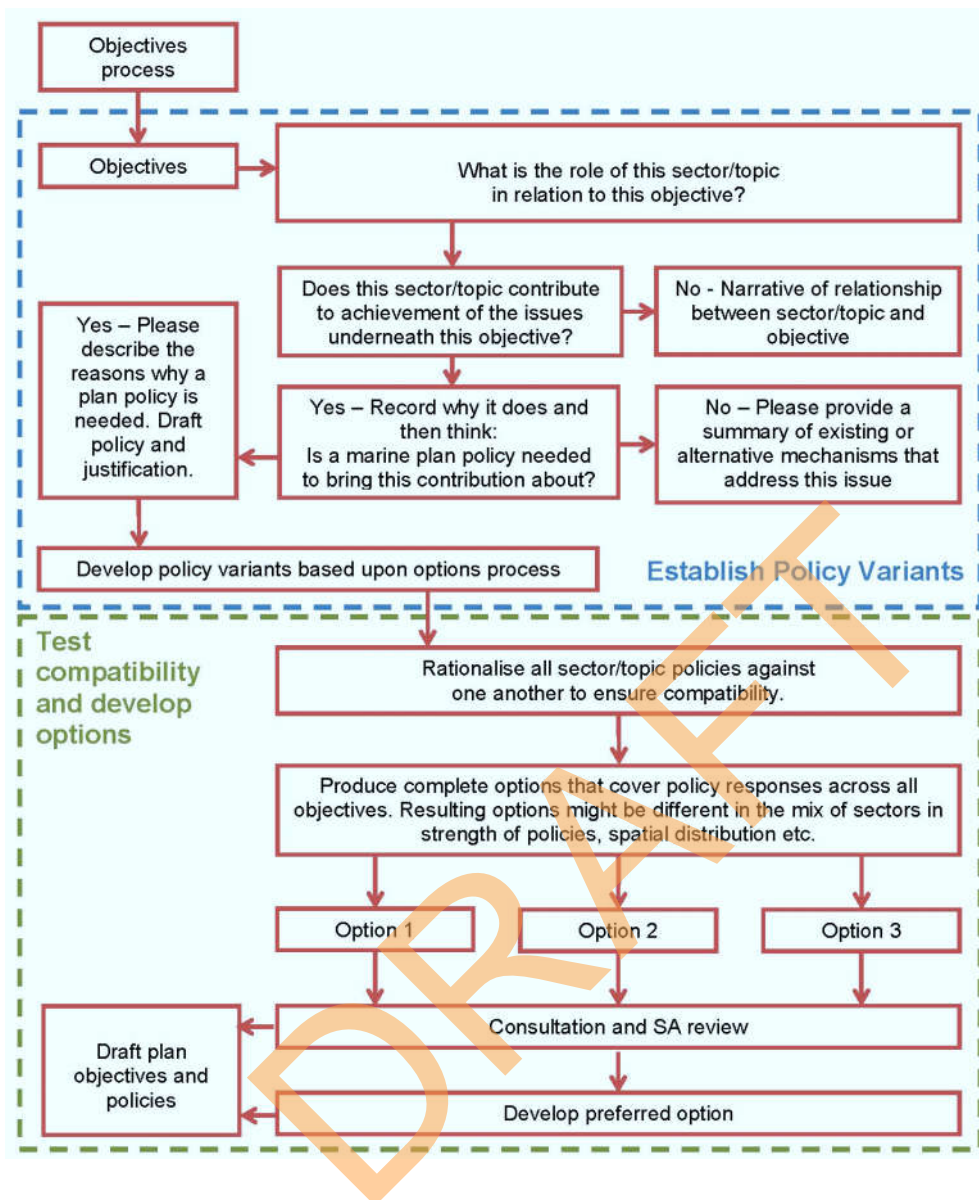 Objectives
process
Objectives
What is the role of this sector/topic
in relation to this objective?
Does this sector/topic contribute
to achievement of the issues
underneath this objective?
No - Narrative of relationship
between sector/topic and
objective
Yes – Please
describe the
reasons why a
plan policy is
needed. Draft
policy and
justification.
Yes – Record why it does and
then think:
Is a marine plan policy needed
to bring this contribution about?
No – Please provide a
summary of existing or
alternative mechanisms that
address this issue
Develop policy variants based upon options process
Establish Policy Variants
Test
compatibility
and develop
options
Rationalise all sector/topic policies against
one another to ensure compatibility.
Produce complete options that cover policy responses across all
objectives. Resulting options might be different in the mix of sectors in
strength of policies, spatial distribution etc.
Option 1
Option 2
Option 3
Consultation and SA review
Draft plan
objectives and
policies
Develop preferred option
DRAFT